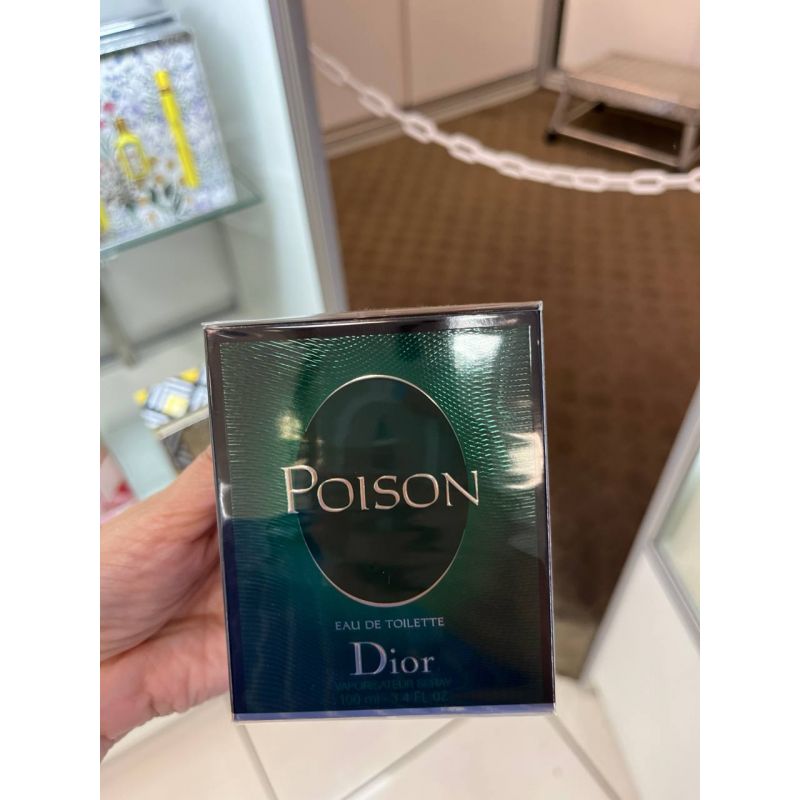 POISON
EAU DE TOILETTE
Dior
VAPORISATEUR SPRAY
100 ml - 3.4 FL OZ